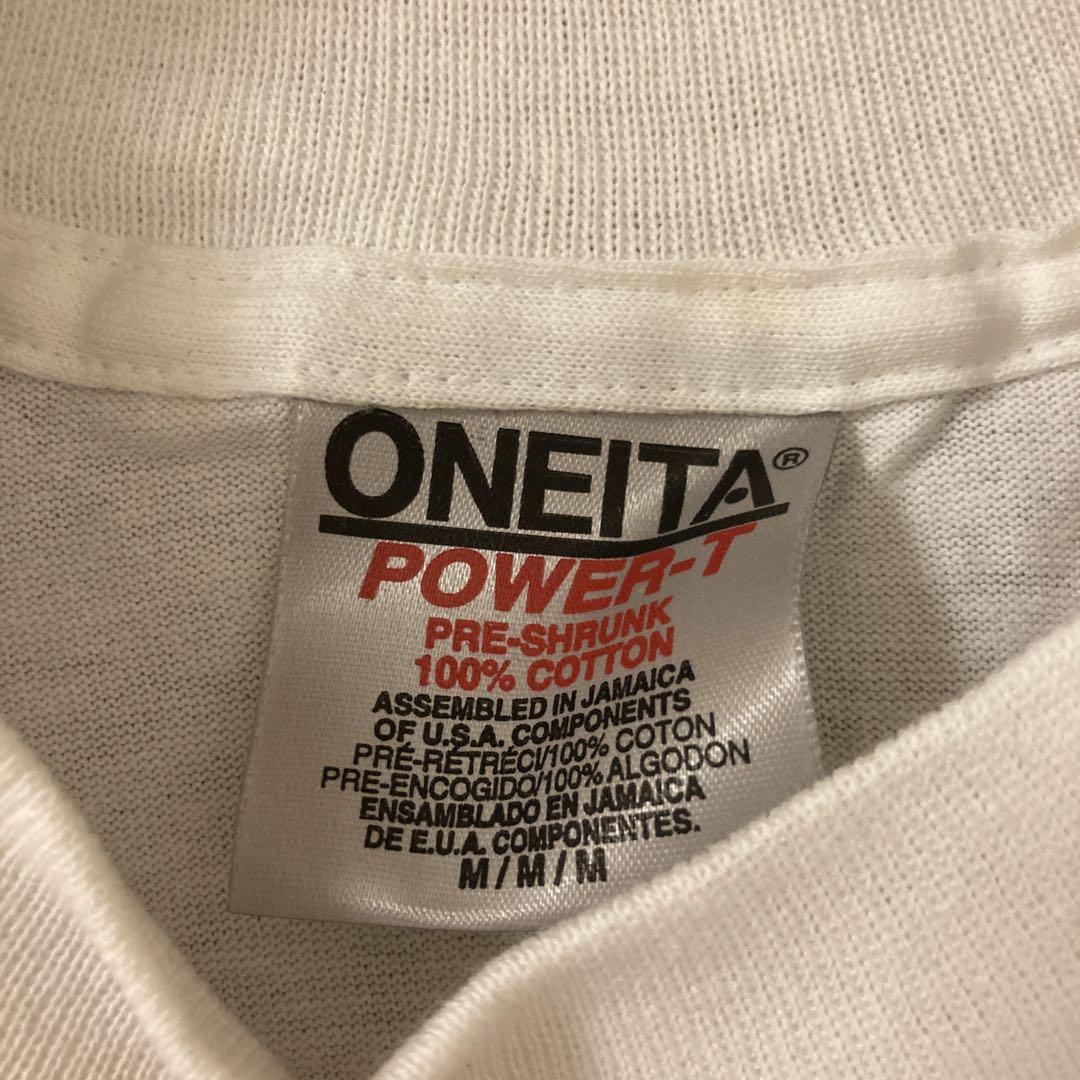 ONEITA®
POWER-T
PRE-SHRUNK
100% COTTON
ASSEMBLED IN JAMAICA
OF U.S.A. COMPONENTS
PRÉ-RÉTRÉCI/100% COTON
PRE-ENCOGIDO/100% ALGODON
ENSAMBLADO EN JAMAICA
DE E.U.A. COMPONENTES.
M/M/M